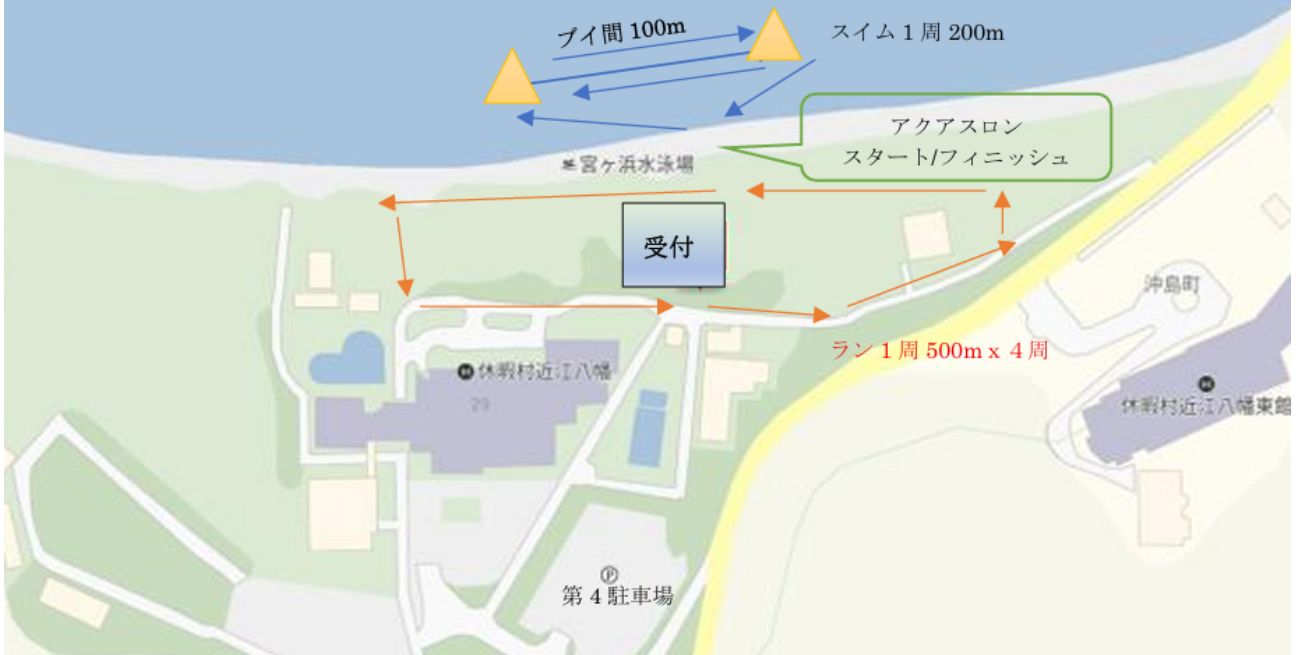 ブイ間 100m
スイム 1 周 200m
アクアスロン
スタート/フィニッシュ
宮ヶ浜水泳場
受付
沖島町
ラン 1 周 500m x 4 周
休暇村近江八幡
29
休暇村近江八幡東館
P
第 4 駐車場